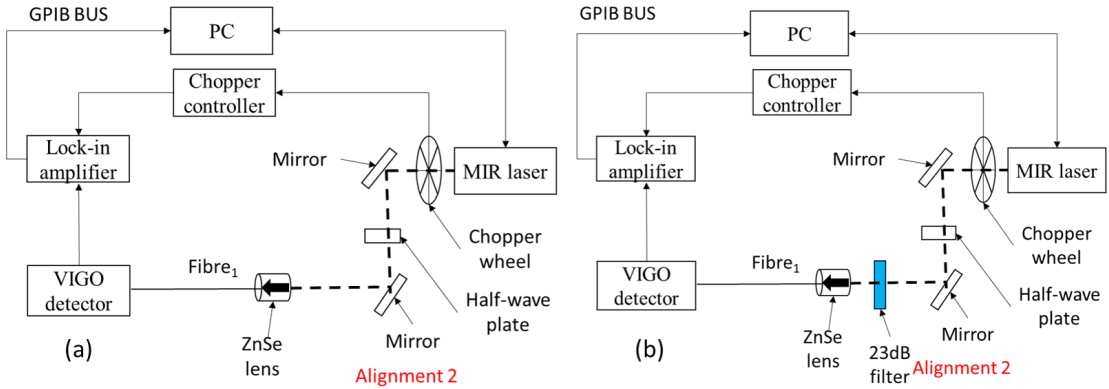 GPIB BUS
PC
Chopper
controller
Lock-in
amplifier
Mirror
MIR laser
Chopper
wheel
Fibre1
VIGO
detector
Half-wave
plate
ZnSe
lens
Mirror
(a)
Alignment 2
GPIB BUS
PC
Chopper
controller
Lock-in
amplifier
Mirror
MIR laser
Chopper
wheel
Fibre1
VIGO
detector
Half-wave
plate
ZnSe
lens
Mirror
(b)
23dB
filter
Alignment 2